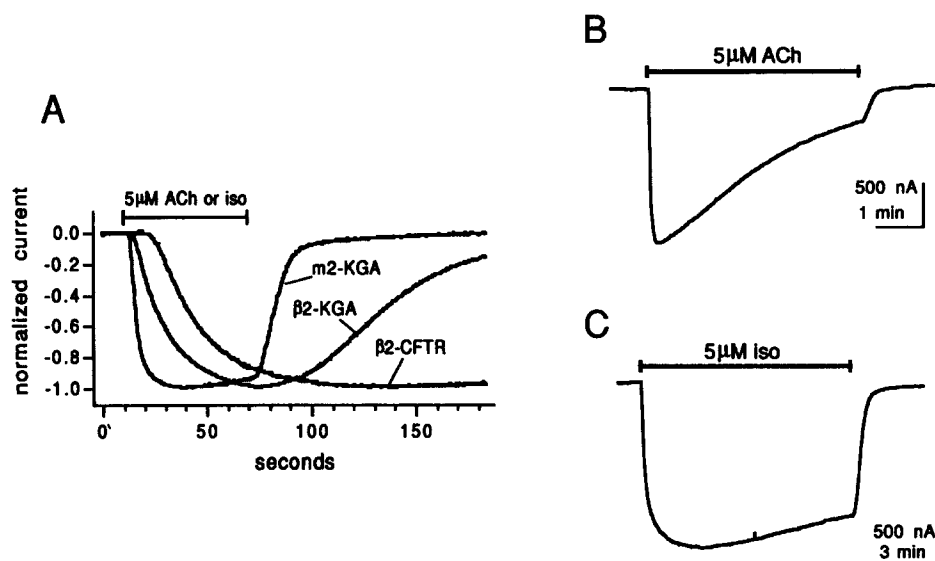 A
5µM ACh or iso
normalized current
0.0
-0.2
-0.4
-0.6
-0.8
-1.0
m2-KGA
β2-KGA
β2-CFTR
0
50
100
150
seconds
B
5µM ACh
500 nA
1 min
C
5µM iso
500 nA
3 min